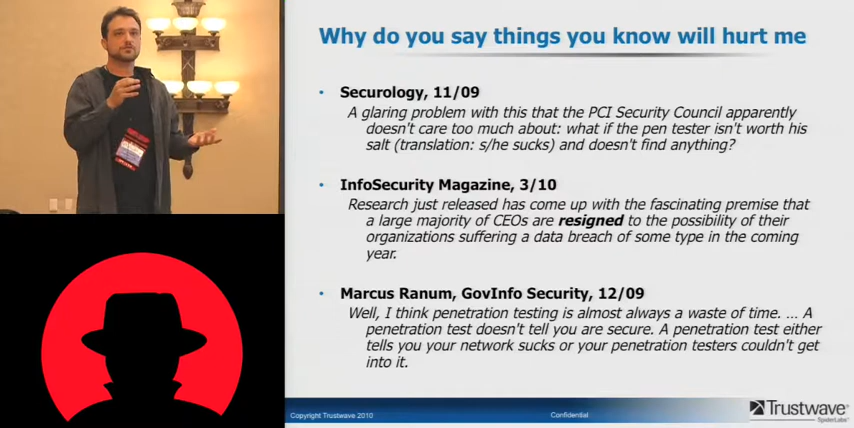 Why do you say things you know will hurt me
• Securology, 11/09
A glaring problem with this that the PCI Security Council apparently
doesn't care too much about: what if the pen tester isn't worth his
salt (translation: s/he sucks) and doesn't find anything?
• InfoSecurity Magazine, 3/10
Research just released has come up with the fascinating premise that
a large majority of CEOs are resigned to the possibility of their
organizations suffering a data breach of some type in the coming
year.
• Marcus Ranum, GovInfo Security, 12/09
Well, I think penetration testing is almost always a waste of time. … A
penetration test doesn't tell you are secure. A penetration test either
tells you your network sucks or your penetration testers couldn't get
into it.
Copyright Trustwave 2010
Confidential
Trustwave®
SpiderLabs®